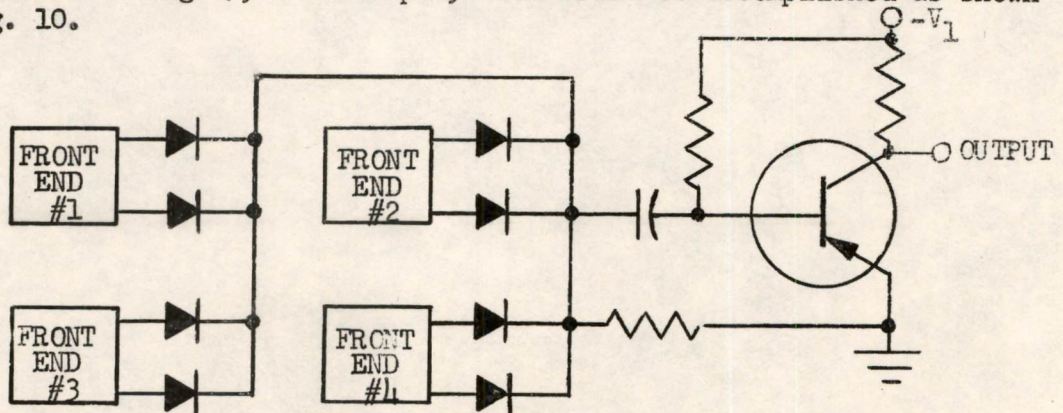 g. 10.
-V1
FRONT
END
#1
FRONT
END
#2
OUTPUT
FRONT
END
#3
FRONT
END
#4